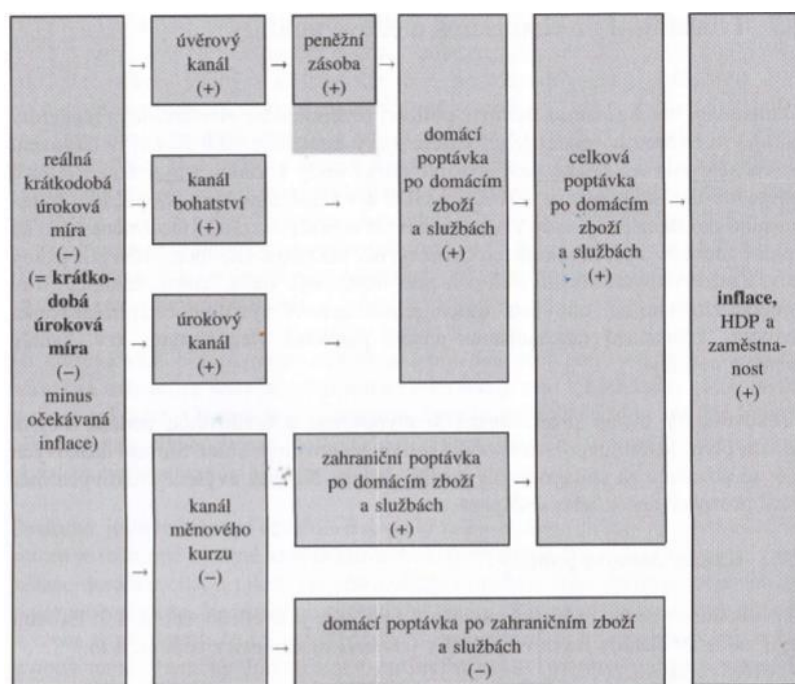 reálná
krátkodobá
úroková
míra
(–)
(= krátko-
dobá
úroková
míra
(–)
minus
očekávaná
inflace)
úvěrový
kanál
(+)
peněžní
zásoba
(+)
kanál
bohatství
(+)
úrokový
kanál
(+)
kanál
měnového
kurzu
(–)
domácí
poptávka
po domácím
zboží
a službách
(+)
zahraniční poptávka
po domácím zboží
a službách
(+)
domácí poptávka po zahraničním zboží
a službách
(–)
celková
poptávka
po domácím
zboží
a službách
(+)
inflace,
HDP a
zaměstna-
nost
(+)